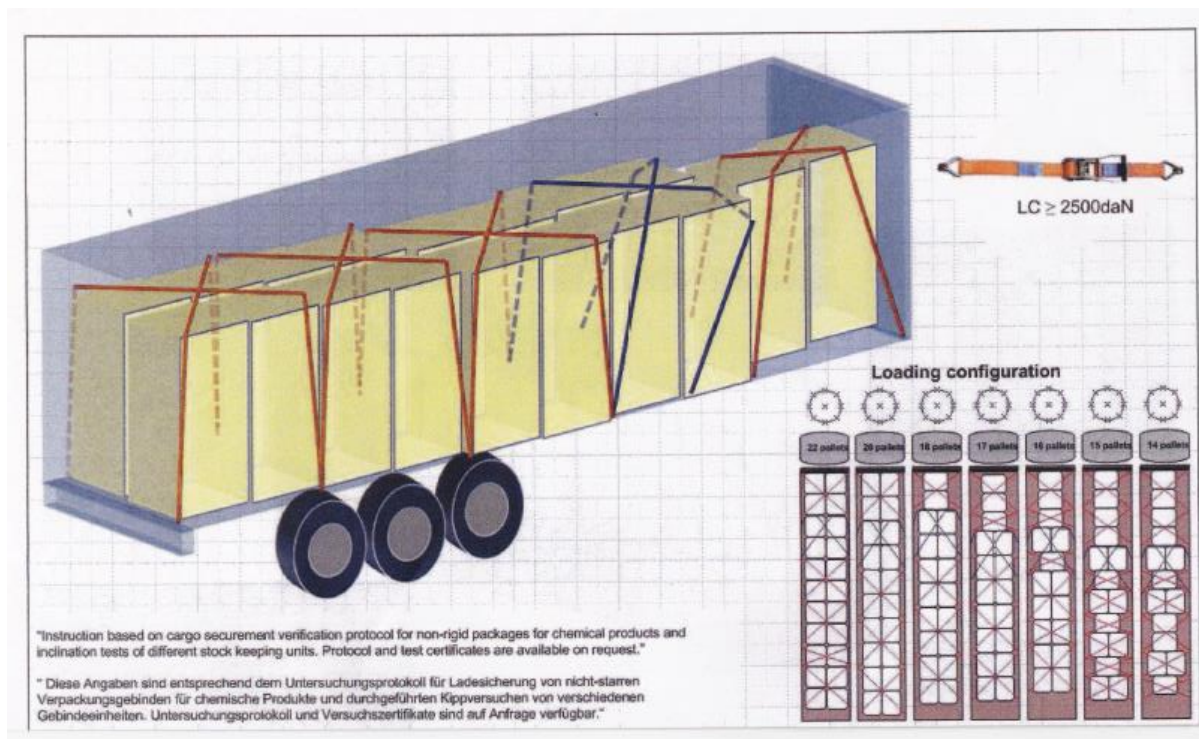 LC ≥ 2500daN
Loading configuration
22 pallets 20 pallets 18 pallets 17 pallets 16 pallets 15 pallets 14 pallets
"Instruction based on cargo securement verification protocol for non-rigid packages for chemical products and
inclination tests of different stock keeping units. Protocol and test certificates are available on request."
" Diese Angaben sind entsprechend dem Untersuchungsprotokoll für Ladesicherung von nicht-starren
Verpackungsgebinden für chemische Produkte und durchgeführten Kippversuchen von verschiedenen
Gebindeeinheiten. Untersuchungsprotokoll und Versuchszertifikate sind auf Anfrage verfügbar."